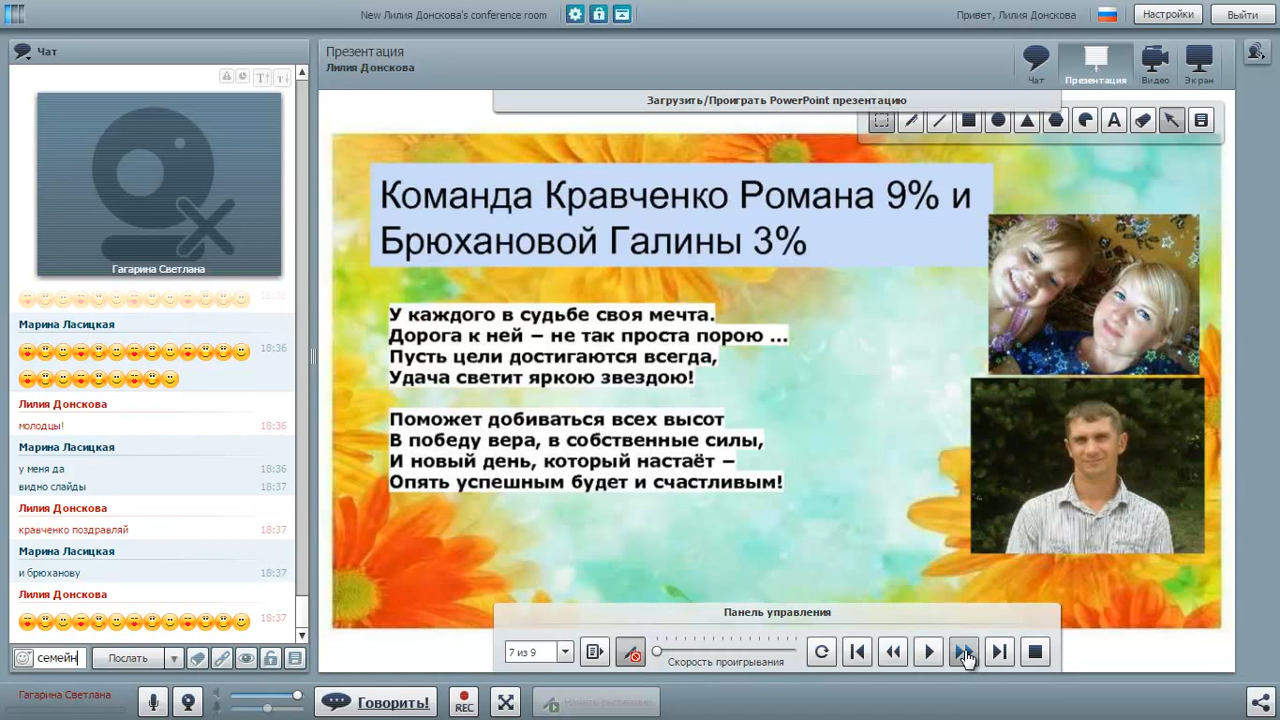 New Лилия Донскова's conference room
Привет, Лилия Донскова
Настройки
Выйти
Чат
Гагарина Светлана
18:36
Марина Ласицкая
18:36
Лилия Донскова
молодцы!
18:36
Марина Ласицкая
у меня да
18:36
видно слайды
18:37
Лилия Донскова
кравченко поздравляй
18:37
Марина Ласицкая
и брюханову
18:37
Лилия Донскова
18:37
семейн
Послать
Презентация
Лилия Донскова
Чат
Презентация
Видео
Экран
Загрузить/Проиграть PowerPoint презентацию
Команда Кравченко Романа 9% и
Брюхановой Галины 3%
У каждого в судьбе своя мечта.
Дорога к ней – не так проста порою ...
Пусть цели достигаются всегда,
Удача светит яркою звездою!
Поможет добиваться всех высот
В победу вера, в собственные силы,
И новый день, который настаёт –
Опять успешным будет и счастливым!
Панель управления
7 из 9
Скорость проигрывания
Гагарина Светлана
Говорить!
REC